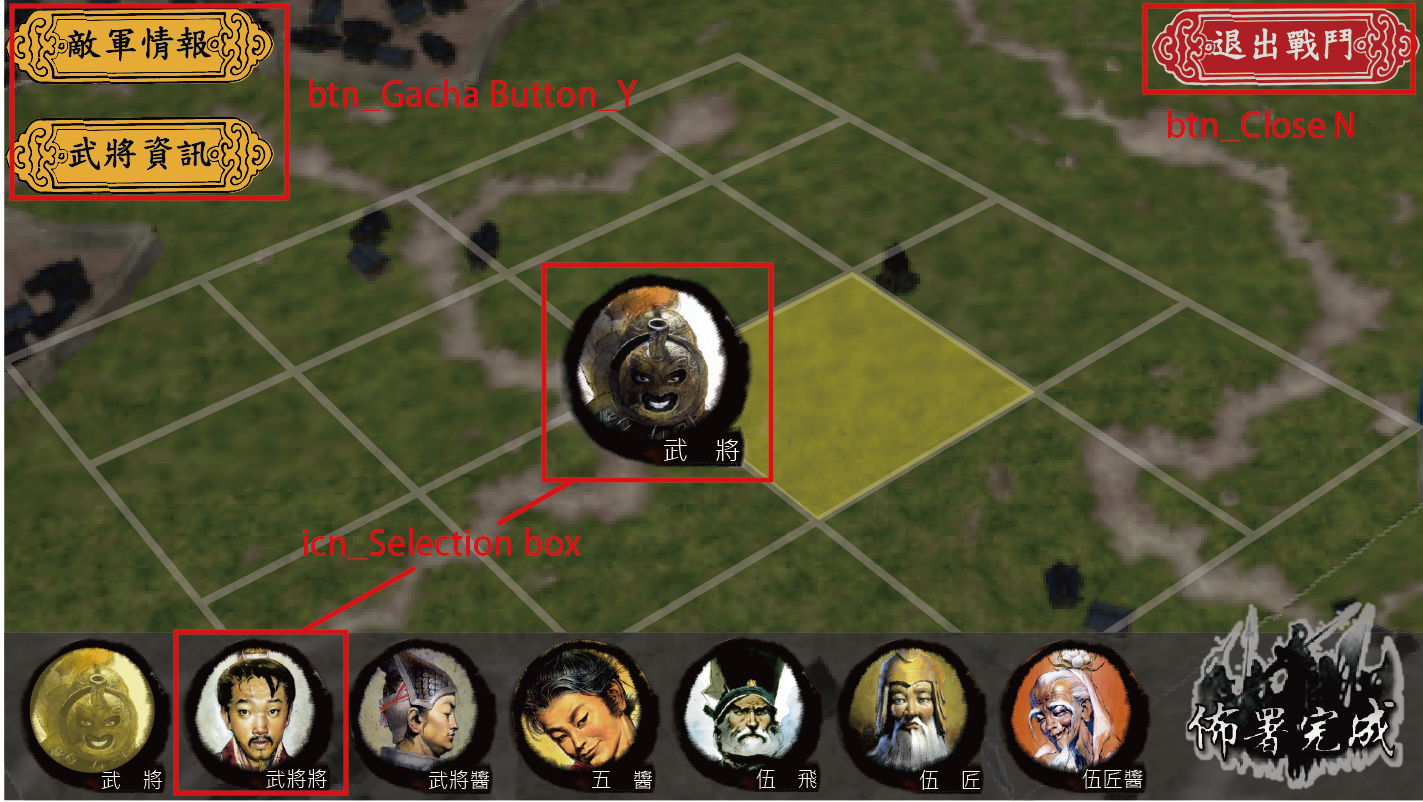 敵軍情報
退出戰鬥
btn_Gacha Button_Y
btn_Close N
武將資訊
武 將
icn_Selection box
武 將
武將將
武將醬
五 醬
伍 飛
伍 匠
伍匠醬
佈署完成